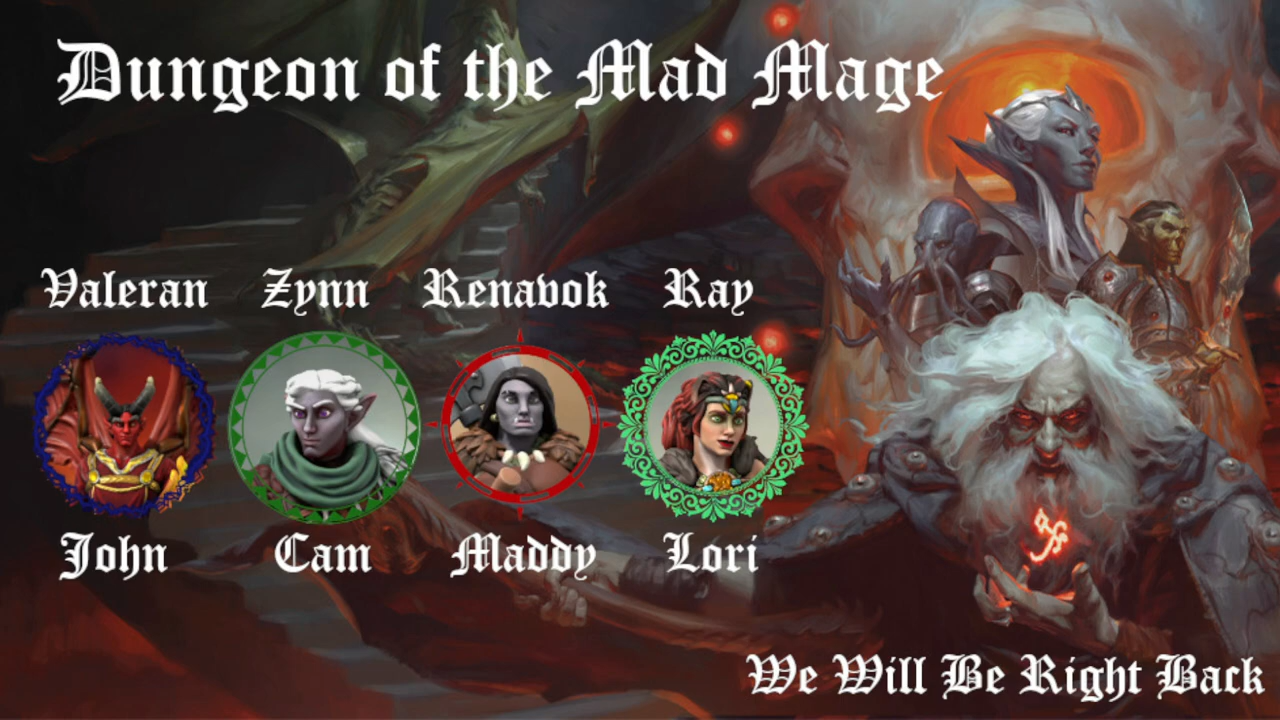 Dungeon of the Mad Mage
Valeran Zynn Renavok Ray
John Cam Maddy Lori
We Will Be Right Back